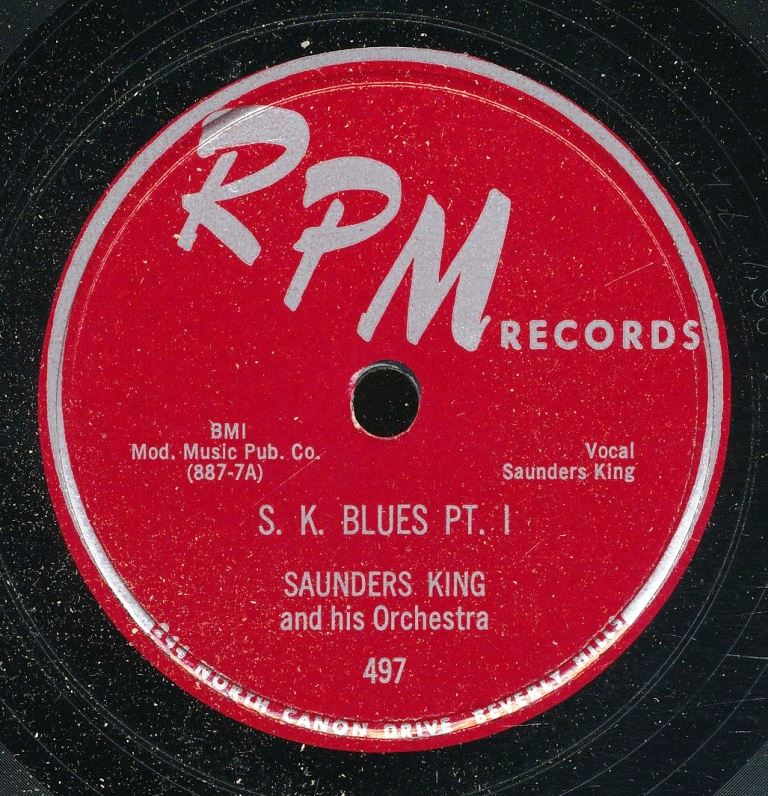 RPM RECORDS
BMI
Mod. Music Pub. Co.
(887-7A)
Vocal
Saunders King
S. K. BLUES PT. I
SAUNDERS KING
and his Orchestra
497
NORTH CANON DRIVE, BEVERLY HILLS,